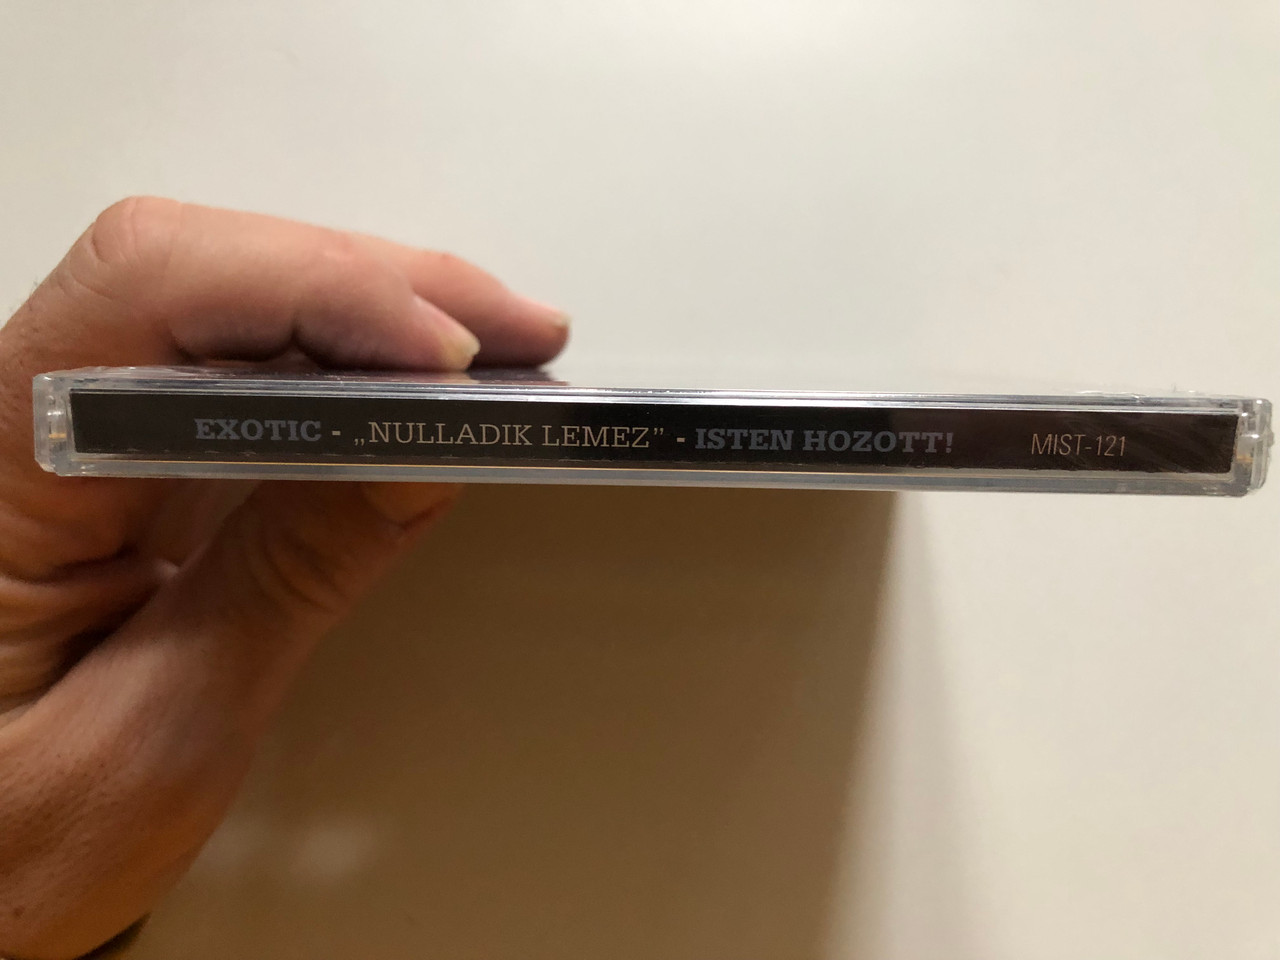 EXOTIC - „NULLADIK LEMEZ” - ISTEN HOZOTT! MIST-121